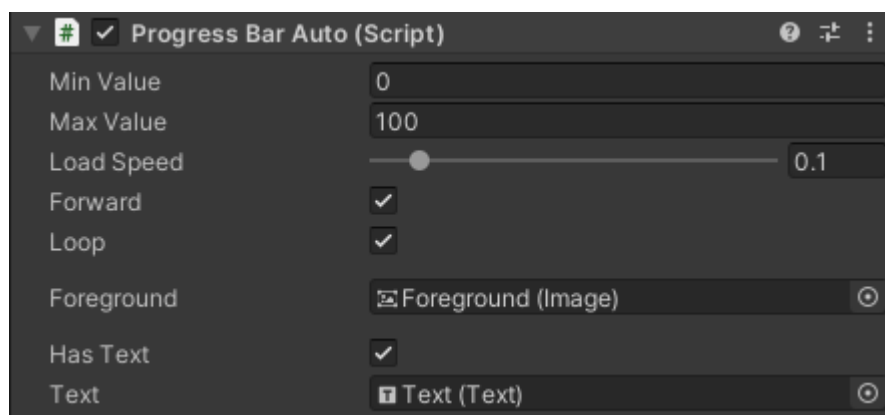 Progress Bar Auto (Script)
Min Value 0
Max Value 100
Load Speed 0.1
Forward
Loop
Foreground Foreground (Image)
Has Text
Text Text (Text)